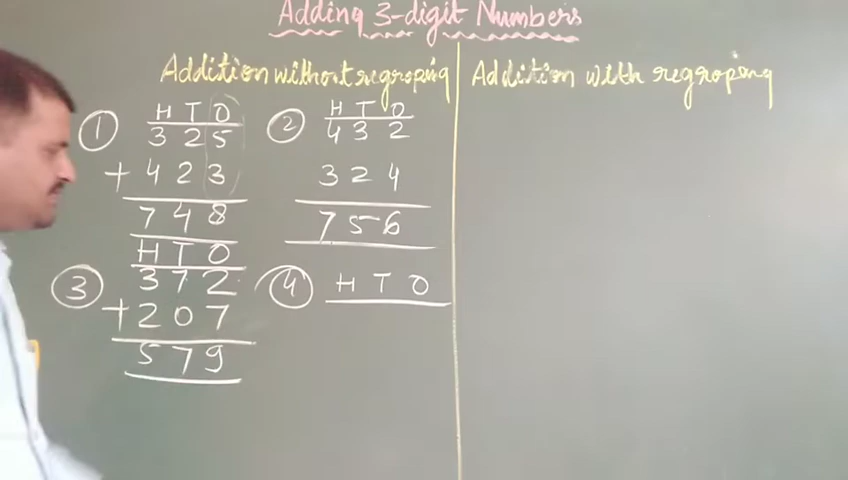 Adding 3-digit Numbers
Addition without regroping
① H T O
3 2 5
+ 4 2 3
7 4 8
② H T O
4 3 2
3 2 4
7 5 6
③ H T O
3 7 2
+ 2 0 7
5 7 9
④ H T O
Addition with regroping